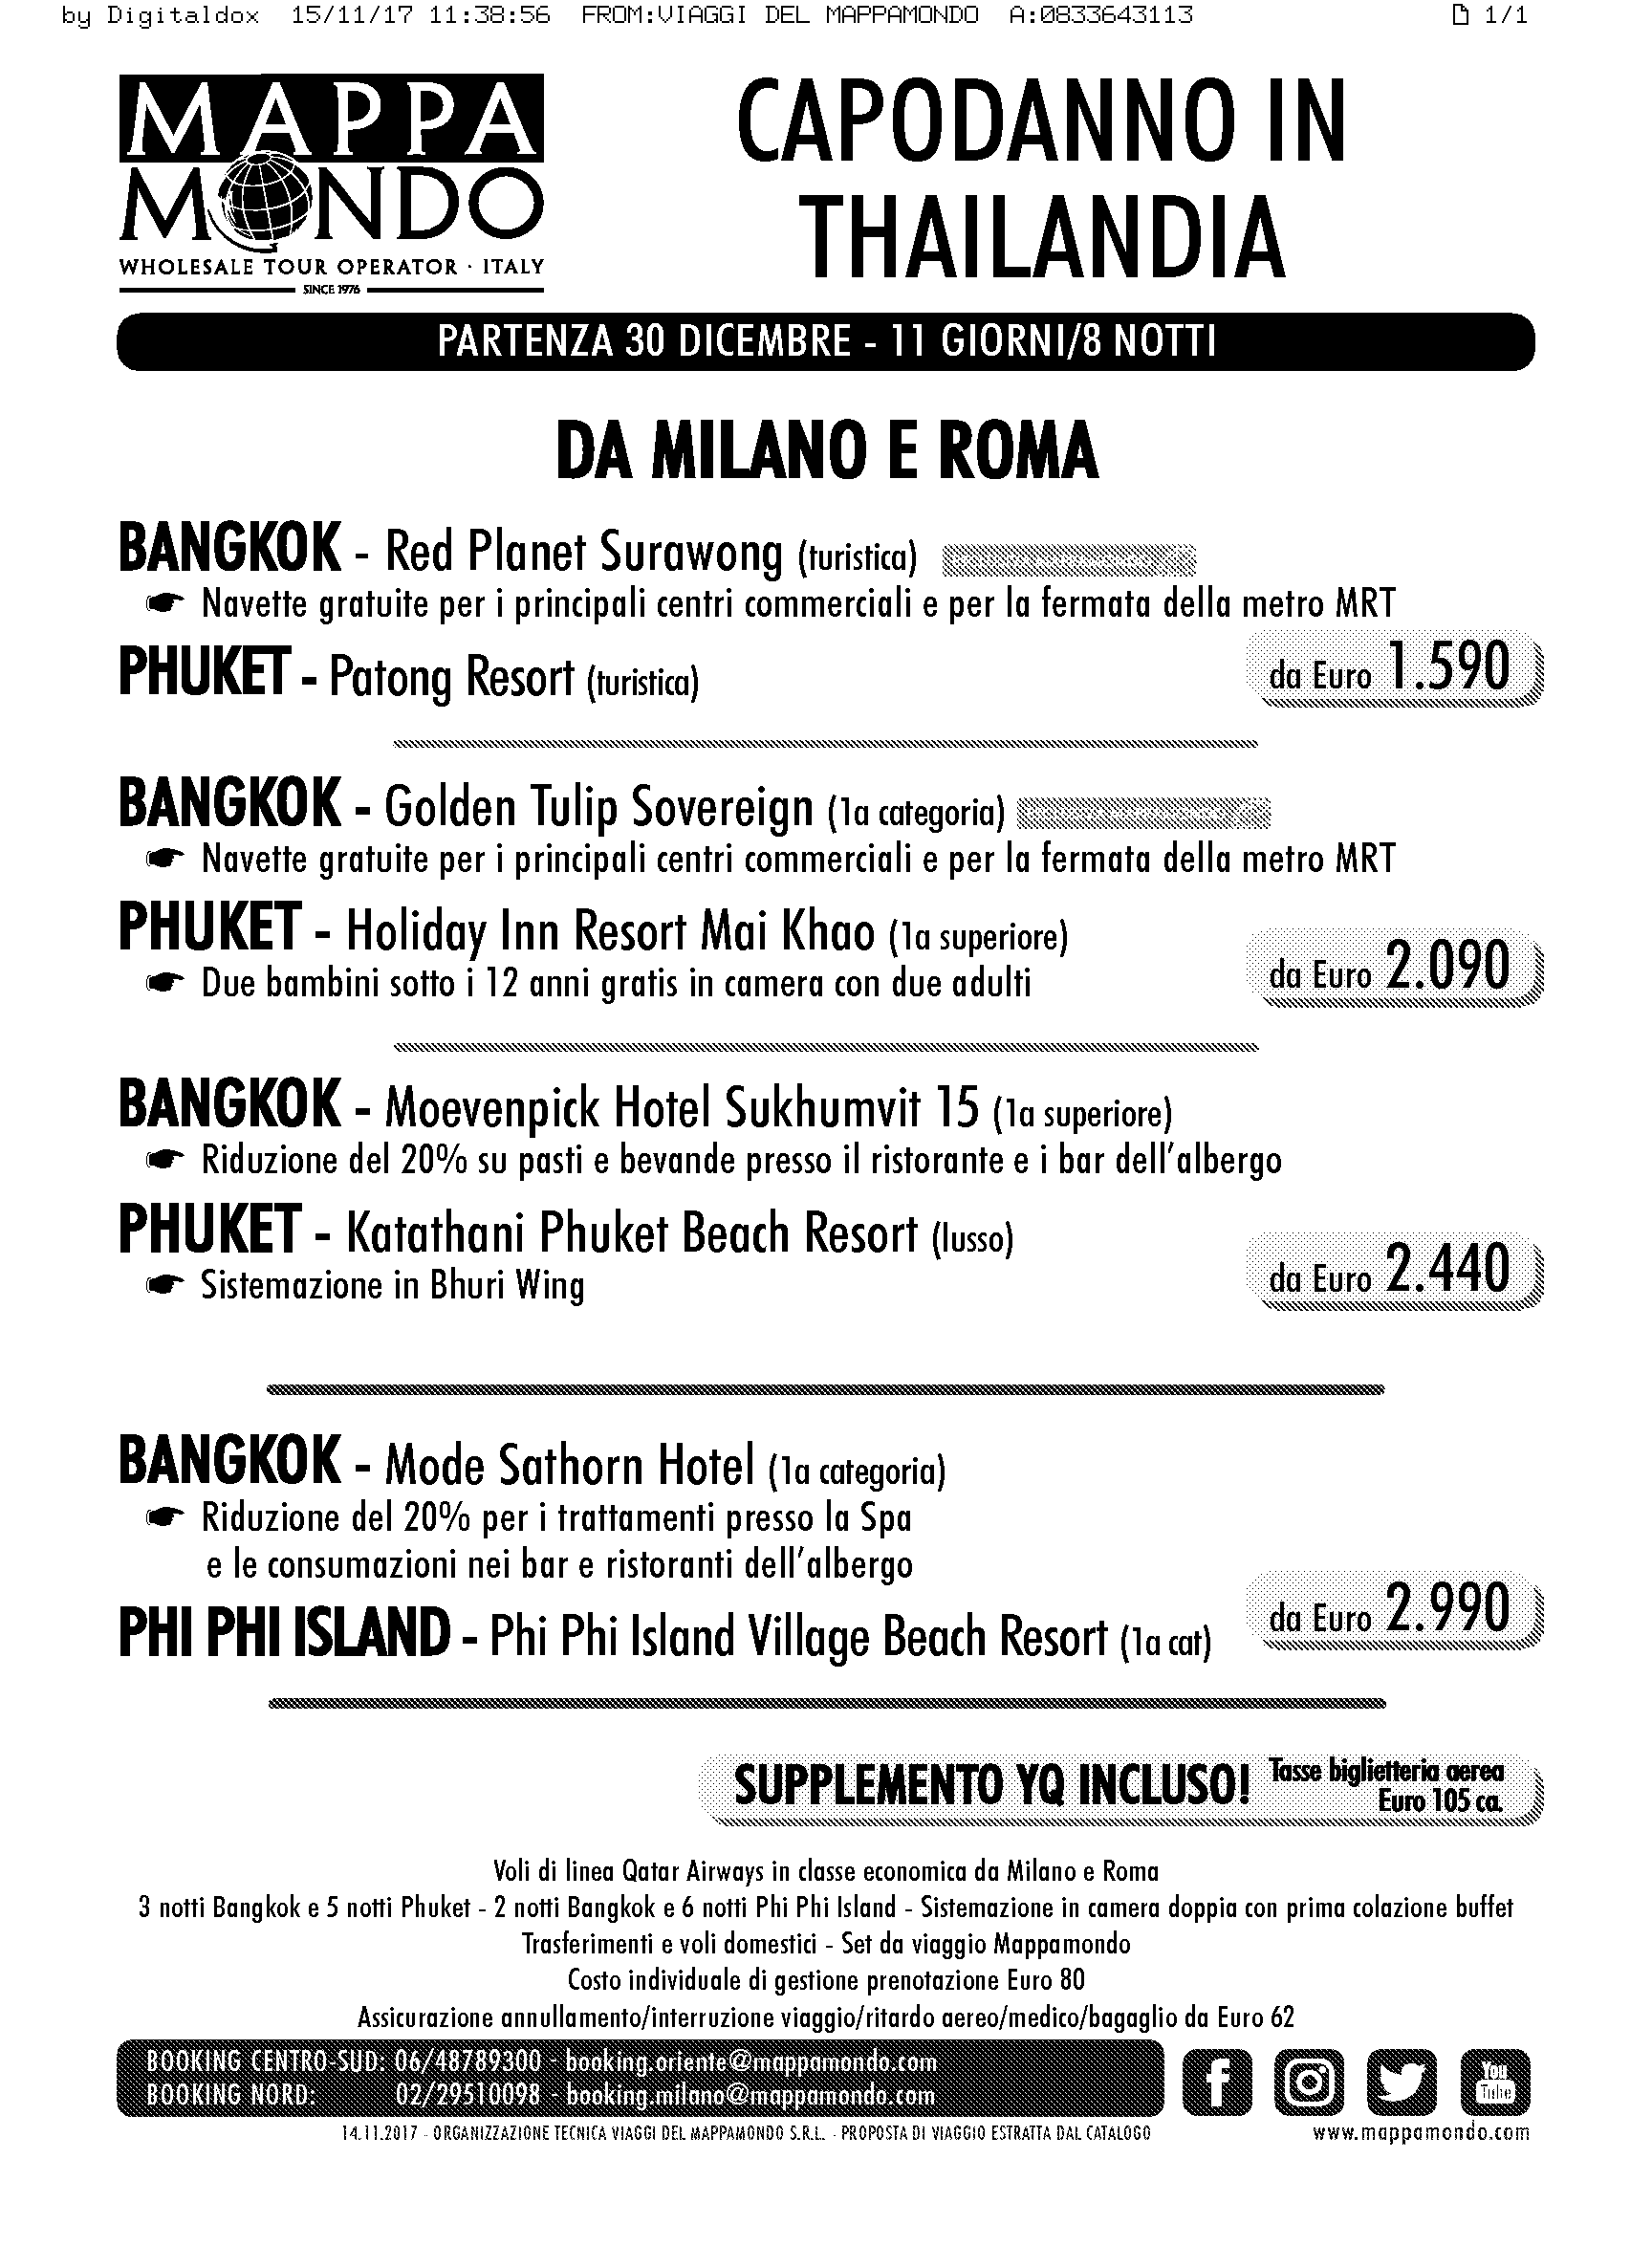 by Digitaldox 15/11/17 11:38:56 FROM:VIAGGI DEL MAPPAMONDO A:0833643113 1/1
MAPPA
MONDO
WHOLESALE TOUR OPERATOR · ITALY
SINCE 1976
CAPODANNO IN
THAILANDIA
PARTENZA 30 DICEMBRE - 11 GIORNI/8 NOTTI
DA MILANO E ROMA
BANGKOK - Red Planet Surawong (turistica)
Navette gratuite per i principali centri commerciali e per la fermata della metro MRT
PHUKET - Patong Resort (turistica)
da Euro 1.590
BANGKOK - Golden Tulip Sovereign (1a categoria)
Navette gratuite per i principali centri commerciali e per la fermata della metro MRT
PHUKET - Holiday Inn Resort Mai Khao (1a superiore)
Due bambini sotto i 12 anni gratis in camera con due adulti
da Euro 2.090
BANGKOK - Moevenpick Hotel Sukhumvit 15 (1a superiore)
Riduzione del 20% su pasti e bevande presso il ristorante e i bar dell'albergo
PHUKET - Katathani Phuket Beach Resort (lusso)
Sistemazione in Bhuri Wing
da Euro 2.440
BANGKOK - Mode Sathorn Hotel (1a categoria)
Riduzione del 20% per i trattamenti presso la Spa
e le consumazioni nei bar e ristoranti dell'albergo
PHI PHI ISLAND - Phi Phi Island Village Beach Resort (1a cat)
da Euro 2.990
SUPPLEMENTO YQ INCLUSO! Tasse biglietteria aerea
Euro 105 ca.
Voli di linea Qatar Airways in classe economica da Milano e Roma
3 notti Bangkok e 5 notti Phuket - 2 notti Bangkok e 6 notti Phi Phi Island - Sistemazione in camera doppia con prima colazione buffet
Trasferimenti e voli domestici - Set da viaggio Mappamondo
Costo individuale di gestione prenotazione Euro 80
Assicurazione annullamento/interruzione viaggio/ritardo aereo/medico/bagaglio da Euro 62
BOOKING CENTRO-SUD: 06/48789300 - booking.oriente@mappamondo.com
BOOKING NORD: 02/29510098 - booking.milano@mappamondo.com
You
Tube
14.11.2017 - ORGANIZZAZIONE TECNICA VIAGGI DEL MAPPAMONDO S.R.L. - PROPOSTA DI VIAGGIO ESTRATTA DAL CATALOGO
www.mappamondo.com